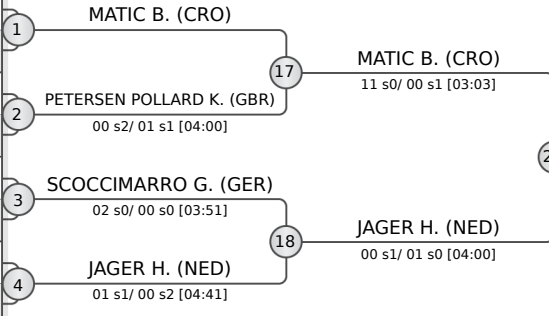 MATIC B. (CRO)
1
17
MATIC B. (CRO)
11 s0/ 00 s1 [03:03]
PETERSEN POLLARD K. (GBR)
2
00 s2/ 01 s1 [04:00]
2
SCOCCIMARRO G. (GER)
3
02 s0/ 00 s0 [03:51]
18
JAGER H. (NED)
00 s1/ 01 s0 [04:00]
JAGER H. (NED)
4
01 s1/ 00 s2 [04:41]